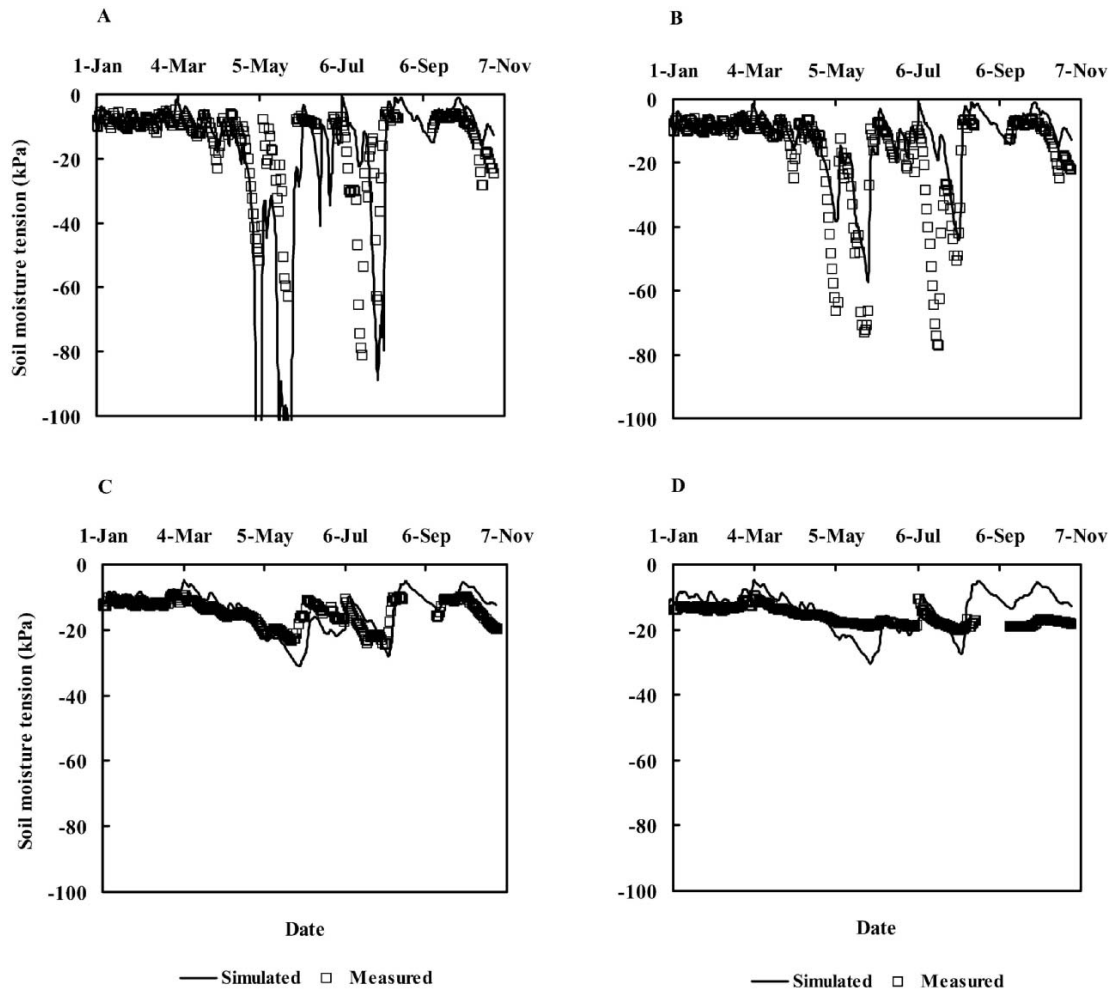 A
1-Jan 4-Mar 5-May 6-Jul 6-Sep 7-Nov
0
-20
-40
-60
-80
-100
Soil moisture tension (kPa)
B
1-Jan 4-Mar 5-May 6-Jul 6-Sep 7-Nov
0
-20
-40
-60
-80
-100
C
1-Jan 4-Mar 5-May 6-Jul 6-Sep 7-Nov
0
-20
-40
-60
-80
-100
Soil moisture tension (kPa)
Date
Simulated Measured
D
1-Jan 4-Mar 5-May 6-Jul 6-Sep 7-Nov
0
-20
-40
-60
-80
-100
Date
Simulated Measured